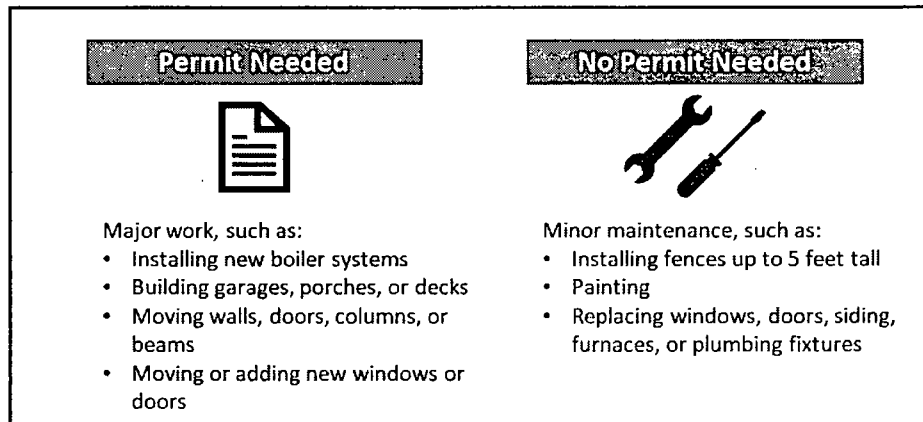 Permit Needed
Major work, such as:
• Installing new boiler systems
• Building garages, porches, or decks
• Moving walls, doors, columns, or
beams
• Moving or adding new windows or
doors
No Permit Needed
Minor maintenance, such as:
• Installing fences up to 5 feet tall
• Painting
• Replacing windows, doors, siding,
furnaces, or plumbing fixtures